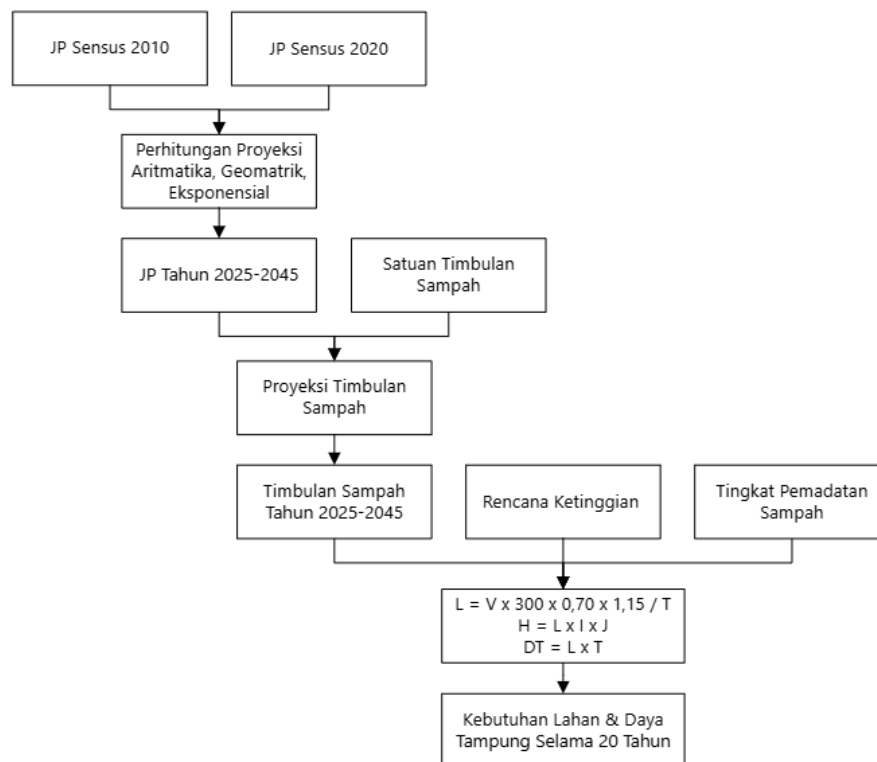 JP Sensus 2010
JP Sensus 2020
Perhitungan Proyeksi
Aritmatika, Geomatrik,
Eksponensial
JP Tahun 2025-2045
Satuan Timbulan
Sampah
Proyeksi Timbulan
Sampah
Timbulan Sampah
Tahun 2025-2045
Rencana Ketinggian
Tingkat Pemadatan
Sampah
L = V x 300 x 0,70 x 1,15 / T
H = L x I x J
DT = L x T
Kebutuhan Lahan & Daya
Tampung Selama 20 Tahun